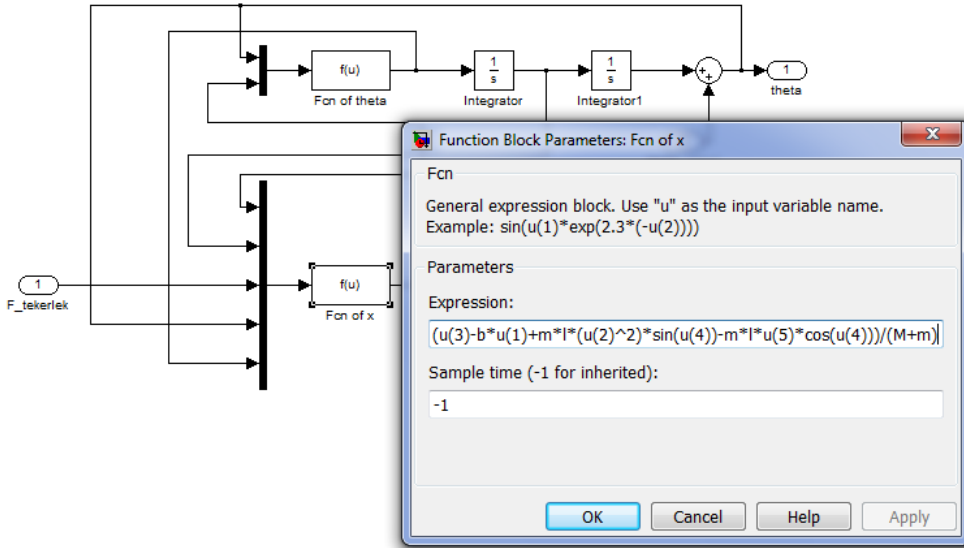 f(u)
Fcn of theta
1
s
Integrator
1
s
Integrator1
1
theta
1
F_tekerlek
f(u)
Fcn of x
Function Block Parameters: Fcn of x
Fcn
General expression block. Use "u" as the input variable name.
Example: sin(u(1)*exp(2.3*(-u(2))))
Parameters
Expression:
(u(3)-b*u(1)+m*l*(u(2)^2)*sin(u(4))-m*l*u(5)*cos(u(4)))/(M+m)
Sample time (-1 for inherited):
-1
OK Cancel Help Apply